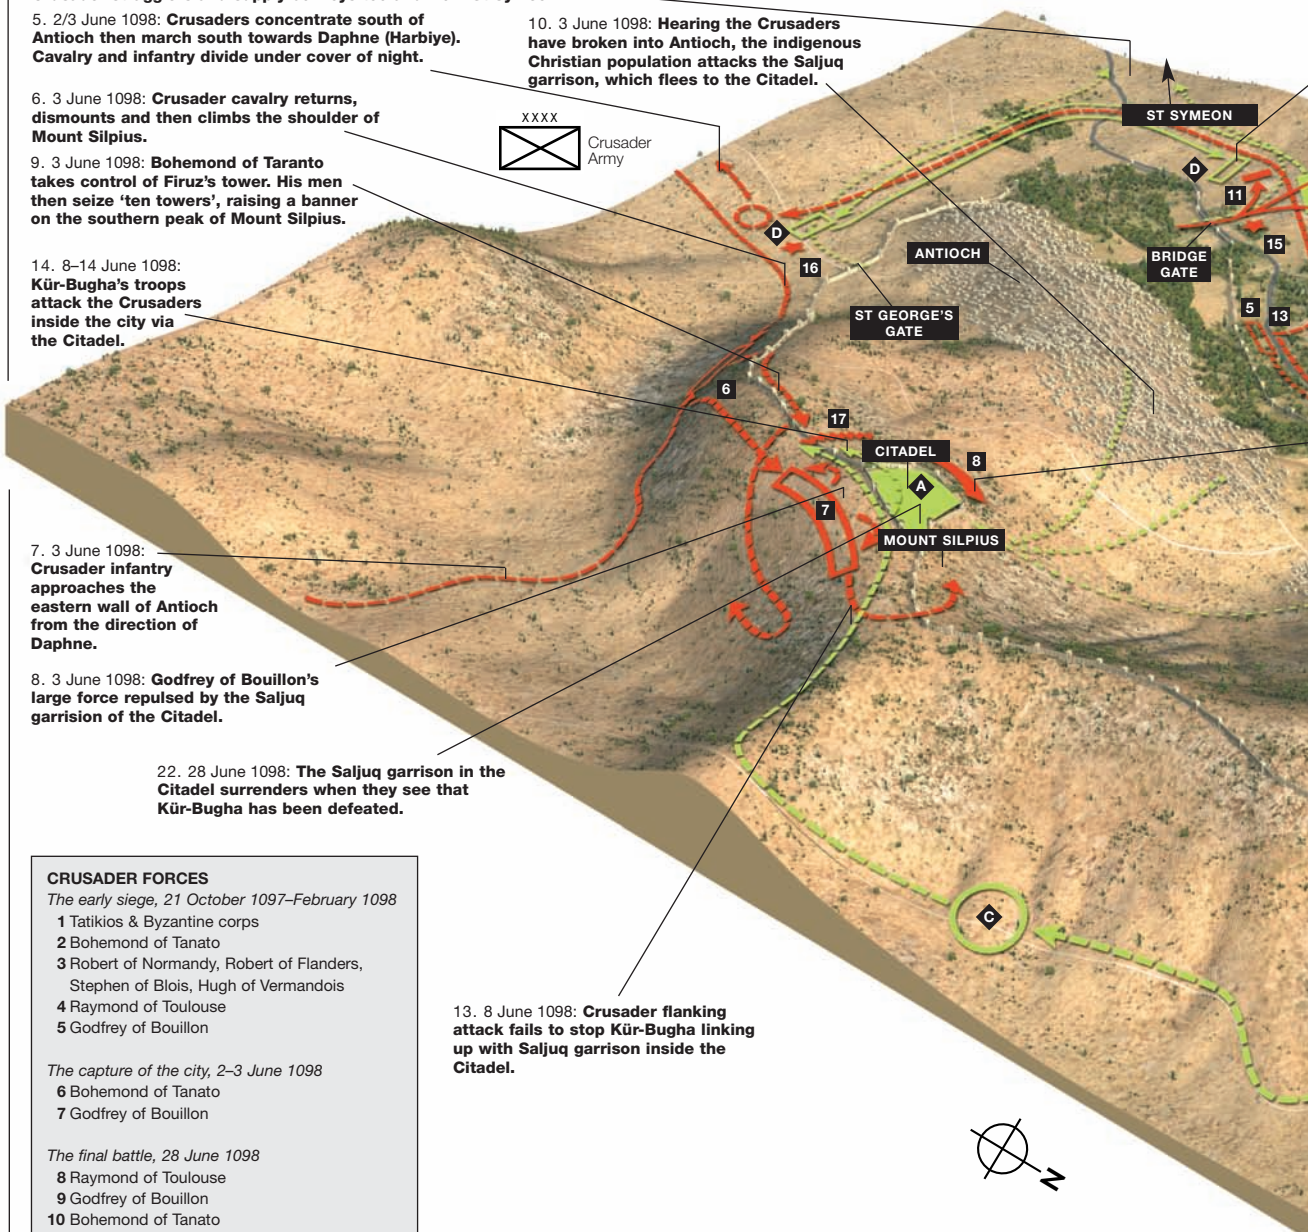 5. 2/3 June 1098: Crusaders concentrate south of
Antioch then march south towards Daphne (Harbiye).
Cavalry and infantry divide under cover of night.
6. 3 June 1098: Crusader cavalry returns,
dismounts and then climbs the shoulder of
Mount Silpius.
9. 3 June 1098: Bohemond of Taranto
takes control of Firuz's tower. His men
then seize 'ten towers', raising a banner
on the southern peak of Mount Silpius.
14. 8–14 June 1098:
Kür-Bugha's troops
attack the Crusaders
inside the city via
the Citadel.
10. 3 June 1098: Hearing the Crusaders
have broken into Antioch, the indigenous
Christian population attacks the Saljuq
garrison, which flees to the Citadel.
XXXX
Crusader
Army
ST SYMEON
D
11
15
BRIDGE
GATE
5
13
D
16
ANTIOCH
ST GEORGE'S
GATE
6
17
CITADEL
8
A
7
MOUNT SILPIUS
7. 3 June 1098:
Crusader infantry
approaches the
eastern wall of Antioch
from the direction of
Daphne.
8. 3 June 1098: Godfrey of Bouillon's
large force repulsed by the Saljuq
garrision of the Citadel.
22. 28 June 1098: The Saljuq garrison in the
Citadel surrenders when they see that
Kür-Bugha has been defeated.
C
13. 8 June 1098: Crusader flanking
attack fails to stop Kür-Bugha linking
up with Saljuq garrison inside the
Citadel.
N
CRUSADER FORCES
The early siege, 21 October 1097–February 1098
1 Tatikios & Byzantine corps
2 Bohemond of Tanato
3 Robert of Normandy, Robert of Flanders,
Stephen of Blois, Hugh of Vermandois
4 Raymond of Toulouse
5 Godfrey of Bouillon
The capture of the city, 2–3 June 1098
6 Bohemond of Tanato
7 Godfrey of Bouillon
The final battle, 28 June 1098
8 Raymond of Toulouse
9 Godfrey of Bouillon
10 Bohemond of Tanato